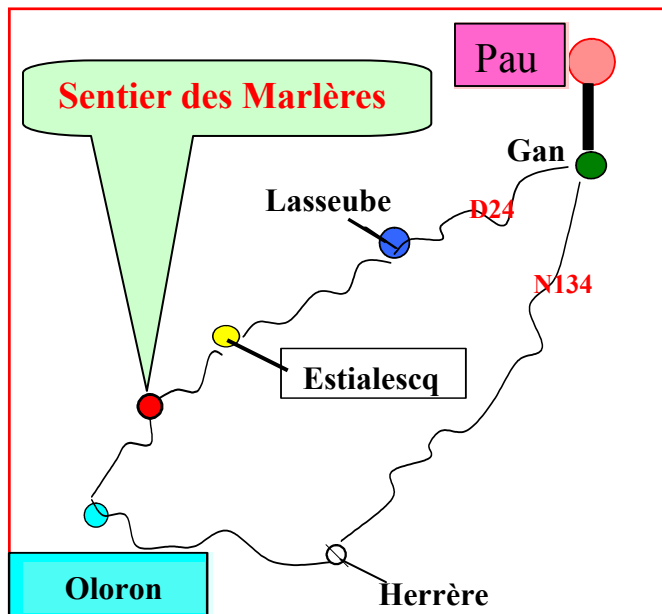 Pau
Sentier des Marlères
Gan
Lasseube
D24
N134
Estialescq
Oloron
Herrère